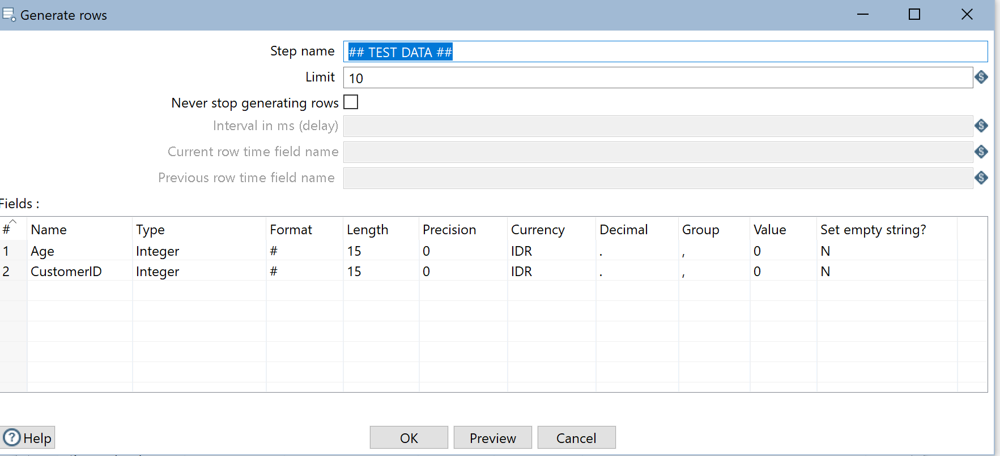 Generate rows
Step name ## TEST DATA ##
Limit 10
Never stop generating rows
Interval in ms (delay)
Current row time field name
Previous row time field name
Fields :
# Name Type Format Length Precision Currency Decimal Group Value Set empty string?
1 Age Integer # 15 0 IDR . , 0 N
2 CustomerID Integer # 15 0 IDR . , 0 N
Help OK Preview Cancel